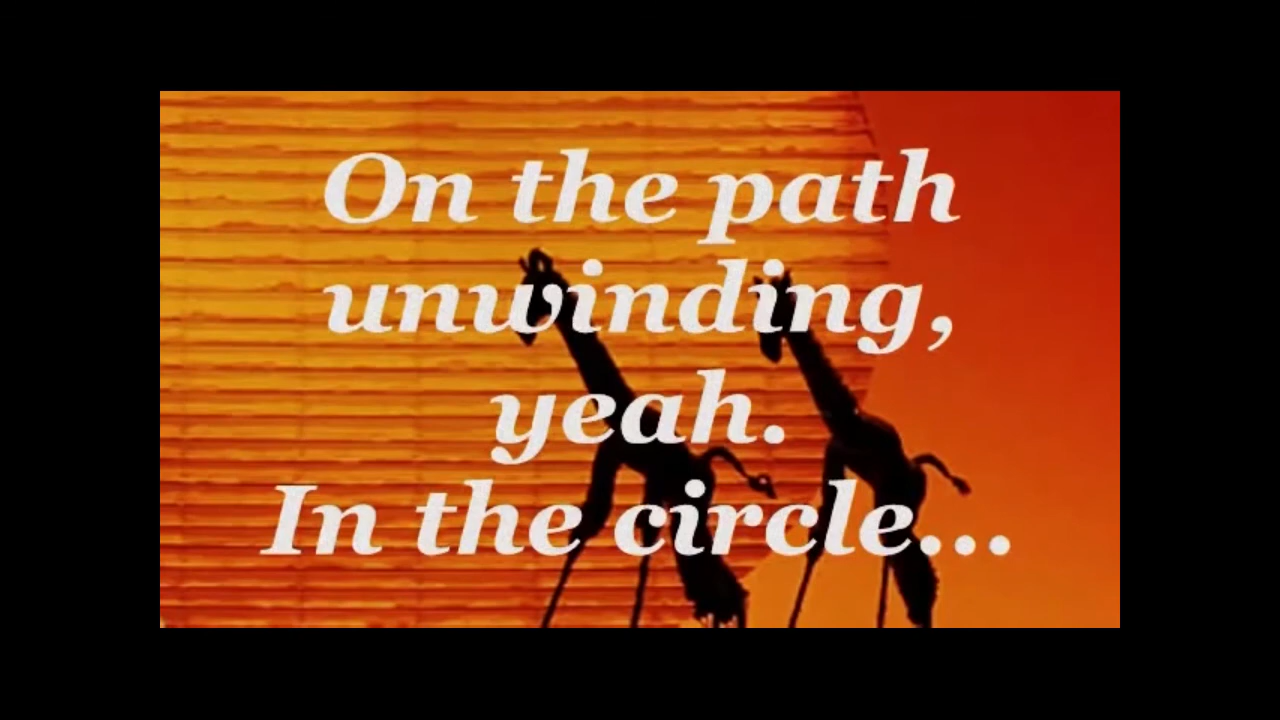 On the path
unwinding,
yeah.
In the circle...